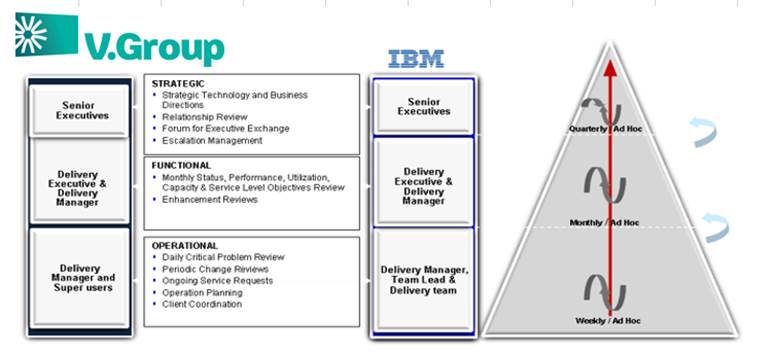 V.Group
IBM
Senior
Executives
STRATEGIC
Strategic Technology and Business
Directions
Relationship Review
Forum for Executive Exchange
Escalation Management
Senior
Executives
Quarterly / Ad Hoc
Delivery
Executive &
Delivery
Manager
FUNCTIONAL
Monthly Status, Performance, Utilization,
Capacity & Service Level Objectives Review
Enhancement Reviews
Delivery
Executive &
Delivery
Manager
Monthly / Ad Hoc
Delivery
Manager and
Super users
OPERATIONAL
Daily Critical Problem Review
Periodic Change Reviews
Ongoing Service Requests
Operation Planning
Client Coordination
Delivery Manager,
Team Lead &
Delivery team
Weekly / Ad Hoc